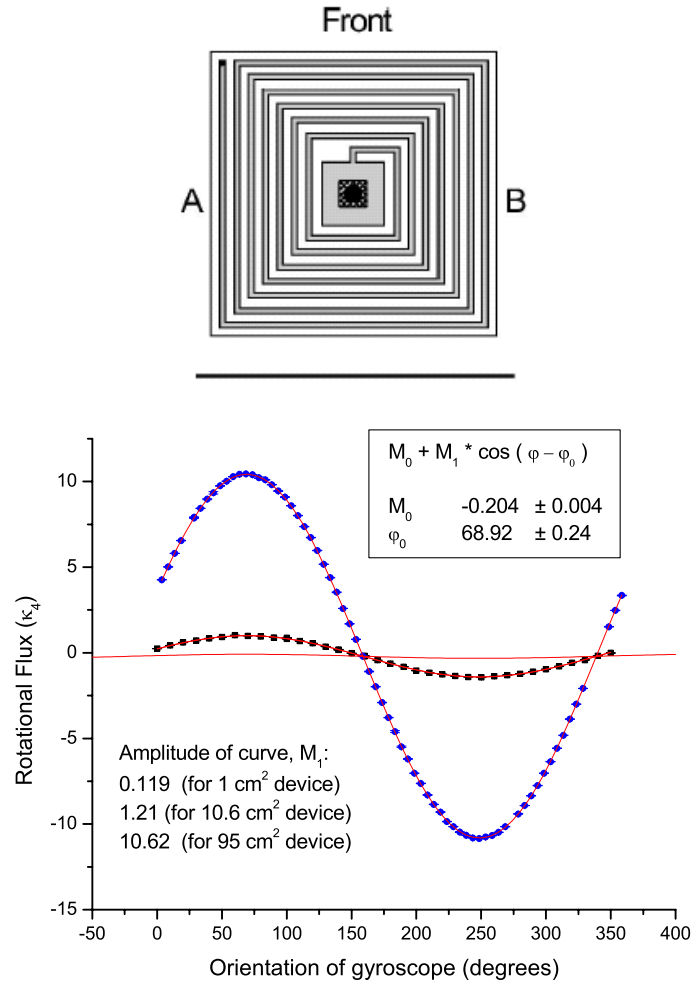 Front
A
B
M₀ + M₁ * cos ( φ – φ₀ )
M₀ -0.204 ± 0.004
φ₀ 68.92 ± 0.24
10
5
0
-5
-10
-15
Rotational Flux (κ₄)
Amplitude of curve, M₁:
0.119 (for 1 cm² device)
1.21 (for 10.6 cm² device)
10.62 (for 95 cm² device)
-50 0 50 100 150 200 250 300 350 400
Orientation of gyroscope (degrees)